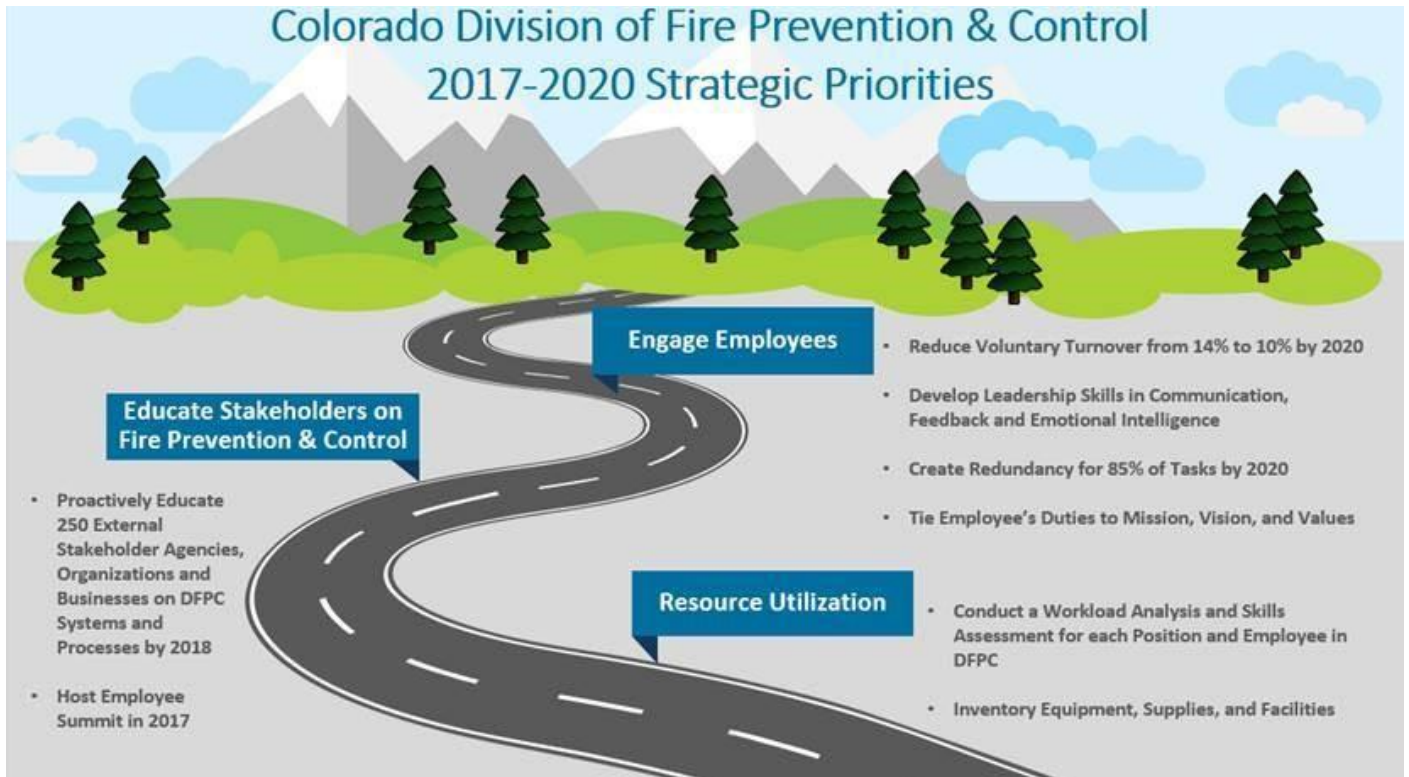 Colorado Division of Fire Prevention & Control
2017-2020 Strategic Priorities
Engage Employees
• Reduce Voluntary Turnover from 14% to 10% by 2020
• Develop Leadership Skills in Communication,
Feedback and Emotional Intelligence
• Create Redundancy for 85% of Tasks by 2020
• Tie Employee's Duties to Mission, Vision, and Values
Educate Stakeholders on
Fire Prevention & Control
• Proactively Educate
250 External
Stakeholder Agencies,
Organizations and
Businesses on DFPC
Systems and
Processes by 2018
• Host Employee
Summit in 2017
Resource Utilization
• Conduct a Workload Analysis and Skills
Assessment for each Position and Employee in
DFPC
• Inventory Equipment, Supplies, and Facilities